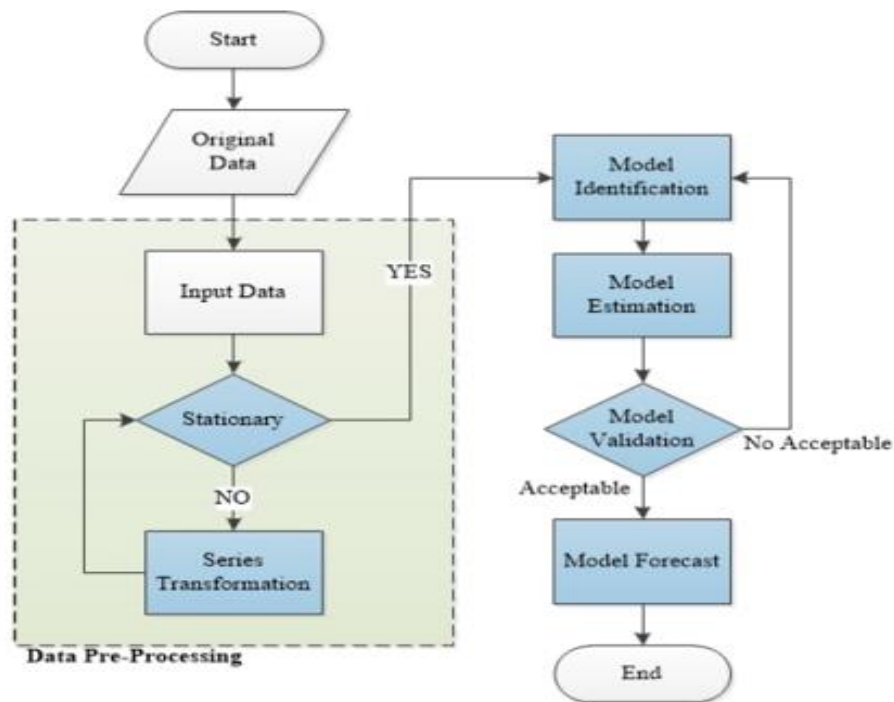 Start
Original
Data
Input Data
Stationary
YES
NO
Series
Transformation
Data Pre-Processing
Model
Identification
Model
Estimation
Model
Validation
No Acceptable
Acceptable
Model Forecast
End